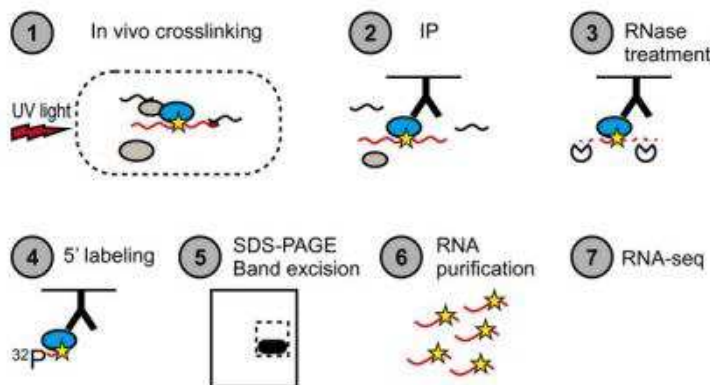 1 In vivo crosslinking
UV light
2 IP
3 RNase
treatment
4 5' labeling
32P
5 SDS-PAGE
Band excision
6 RNA
purification
7 RNA-seq